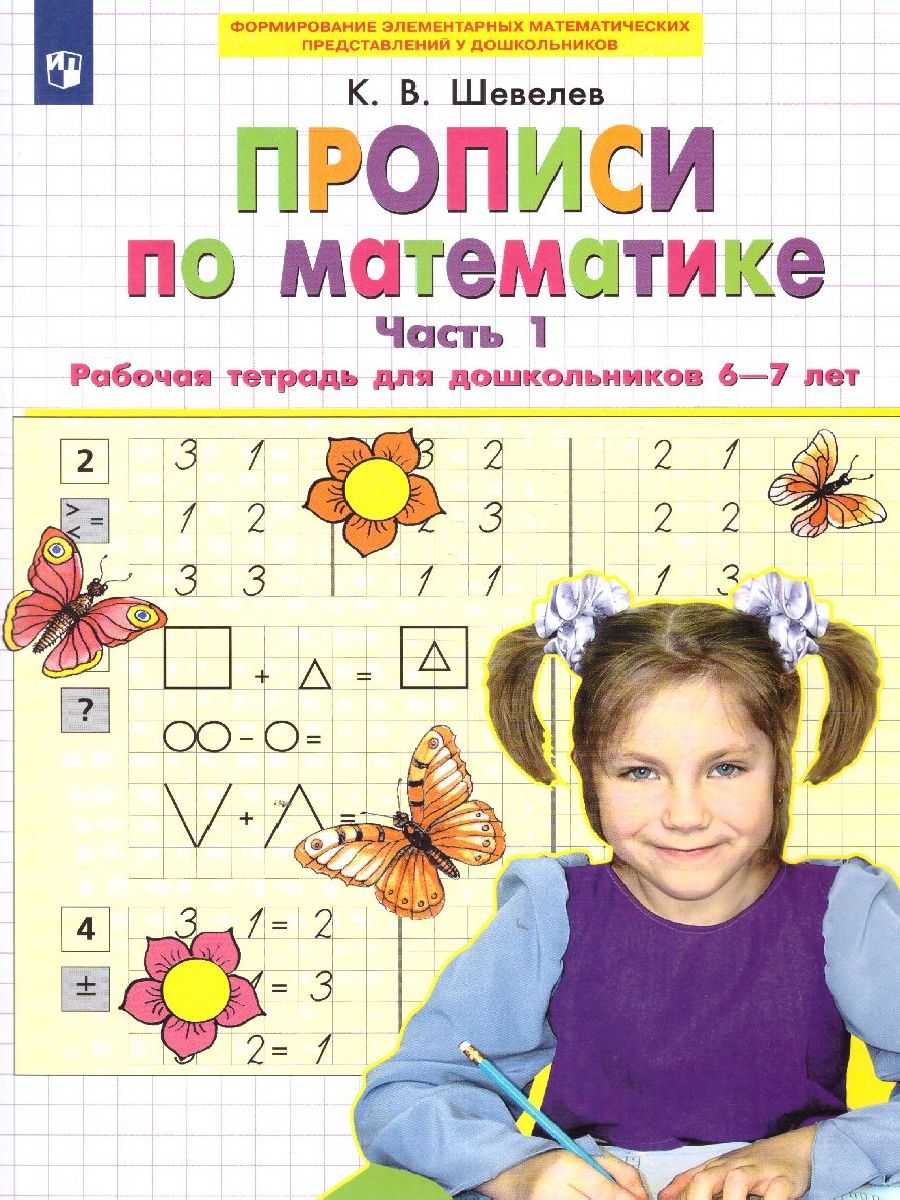 ФОРМИРОВАНИЕ ЭЛЕМЕНТАРНЫХ МАТЕМАТИЧЕСКИХ
ПРЕДСТАВЛЕНИЙ У ДОШКОЛЬНИКОВ
К. В. Шевелев
ПРОПИСИ
по математике
Часть 1
Рабочая тетрадь для дошкольников 6—7 лет
2 3 1 3 2 2 1
> < = 1 2 2 3 2 2
3 3 1 1 1 3
+ =
?
– =
+ =
4 3 1 = 2
± 1 = 3
2 = 1